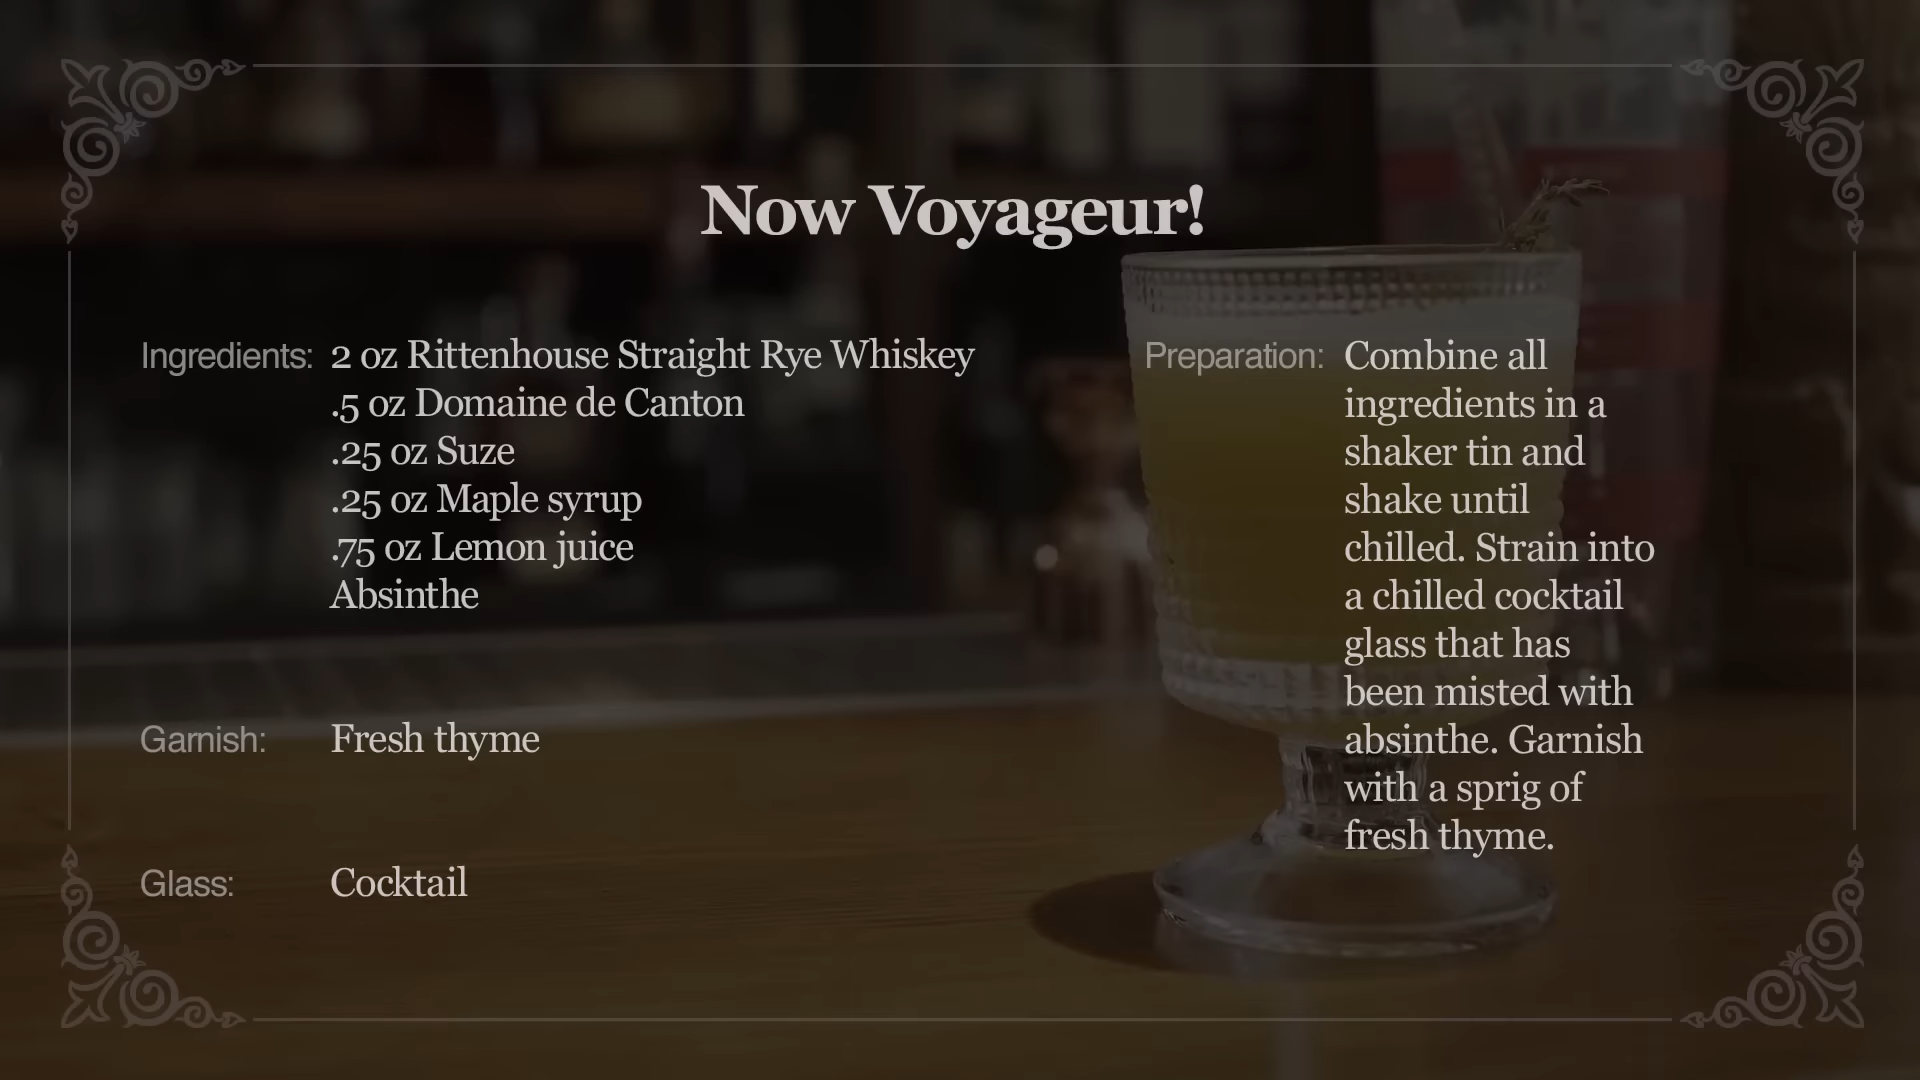 Now Voyageur!
Ingredients: 2 oz Rittenhouse Straight Rye Whiskey
.5 oz Domaine de Canton
.25 oz Suze
.25 oz Maple syrup
.75 oz Lemon juice
Absinthe
Garnish: Fresh thyme
Glass: Cocktail
Preparation: Combine all
ingredients in a
shaker tin and
shake until
chilled. Strain into
a chilled cocktail
glass that has
been misted with
absinthe. Garnish
with a sprig of
fresh thyme.